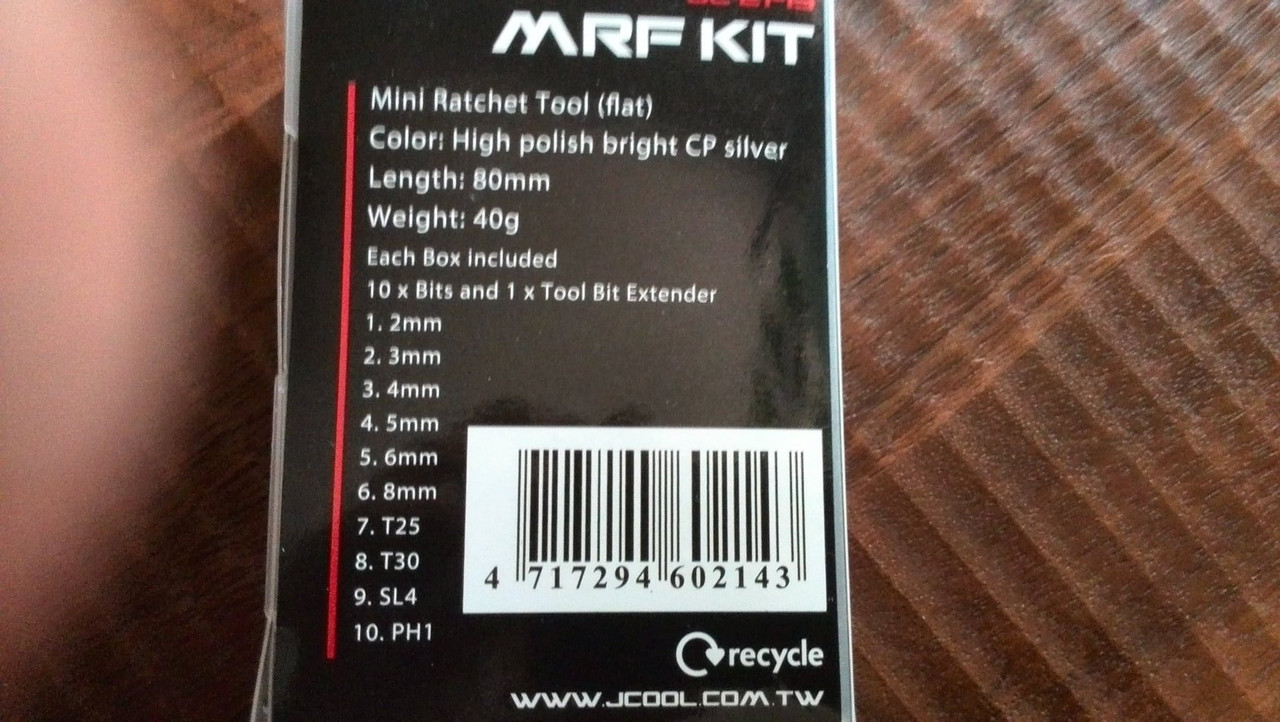 MRF KIT
Mini Ratchet Tool (flat)
Color: High polish bright CP silver
Length: 80mm
Weight: 40g
Each Box included
10 x Bits and 1 x Tool Bit Extender
1. 2mm
2. 3mm
3. 4mm
4. 5mm
5. 6mm
6. 8mm
7. T25
8. T30
9. SL4
10. PH1
4 717294 602143
recycle
WWW.JCOOL.COM.TW